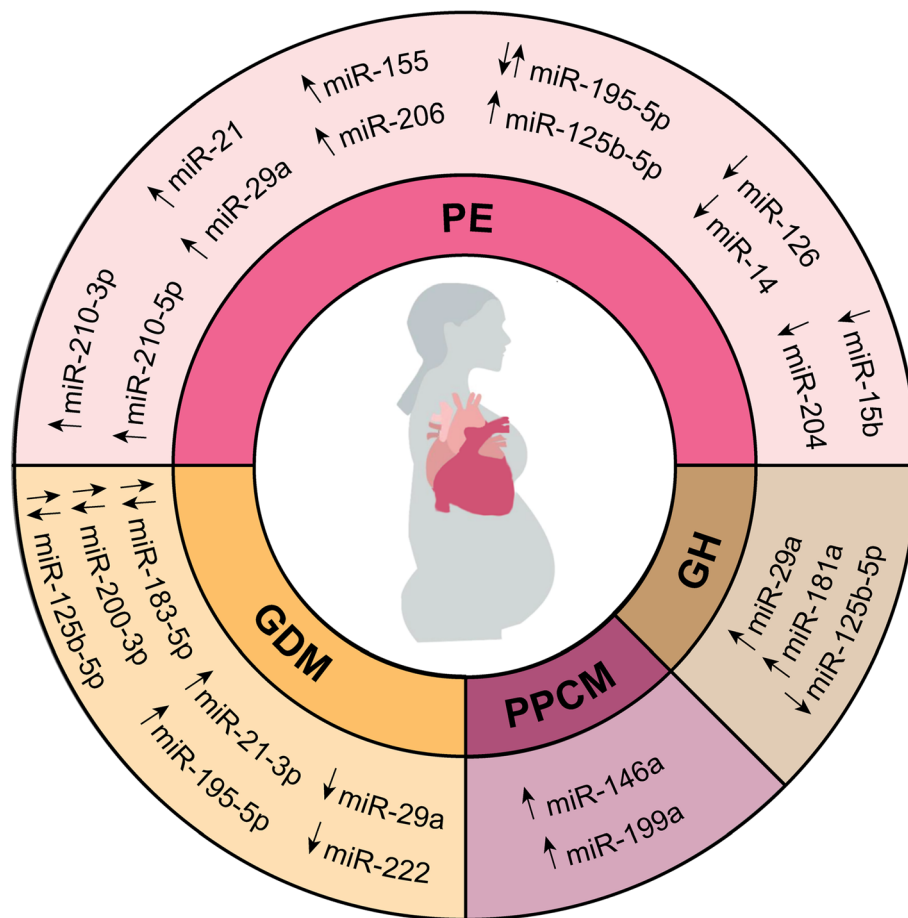 PE
↑miR-210-3p
↑miR-210-5p
↑miR-21
↑miR-29a
↑miR-155
↑miR-206
↓↑miR-195-5p
↑miR-125b-5p
↓miR-126
↓miR-14
↓miR-15b
↓miR-204
GH
↑miR-29a
↑miR-181a
↓miR-125b-5p
PPCM
↑miR-146a
↑miR-199a
GDM
←→miR-125b-5p
←→miR-200-3p
←→miR-183-5p
↑miR-21-3p
↑miR-195-5p
↓miR-29a
↓miR-222